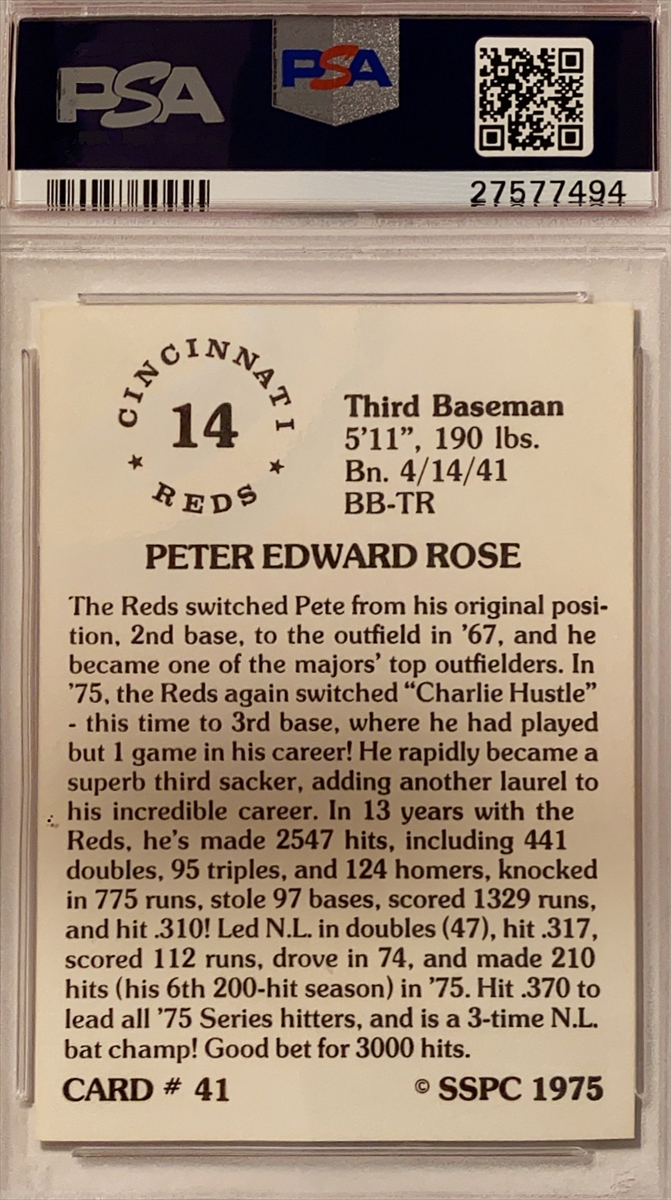 PSA
PSA
27577494
CINCINNATI
14
REDS
Third Baseman
5'11", 190 lbs.
Bn. 4/14/41
BB-TR
PETER EDWARD ROSE
The Reds switched Pete from his original posi-
tion, 2nd base, to the outfield in '67, and he
became one of the majors' top outfielders. In
'75, the Reds again switched "Charlie Hustle"
- this time to 3rd base, where he had played
but 1 game in his career! He rapidly became a
superb third sacker, adding another laurel to
his incredible career. In 13 years with the
Reds, he's made 2547 hits, including 441
doubles, 95 triples, and 124 homers, knocked
in 775 runs, stole 97 bases, scored 1329 runs,
and hit .310! Led N.L. in doubles (47), hit .317,
scored 112 runs, drove in 74, and made 210
hits (his 6th 200-hit season) in '75. Hit .370 to
lead all '75 Series hitters, and is a 3-time N.L.
bat champ! Good bet for 3000 hits.
CARD # 41
© SSPC 1975